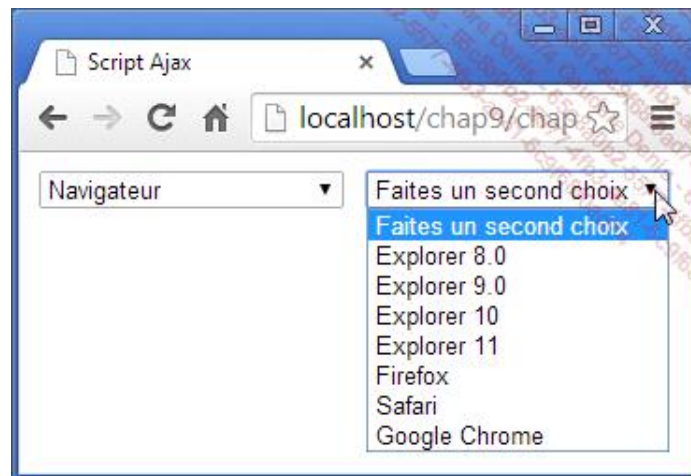 Script Ajax
localhost/chap9/chap
Navigateur
Faites un second choix
Faites un second choix
Explorer 8.0
Explorer 9.0
Explorer 10
Explorer 11
Firefox
Safari
Google Chrome